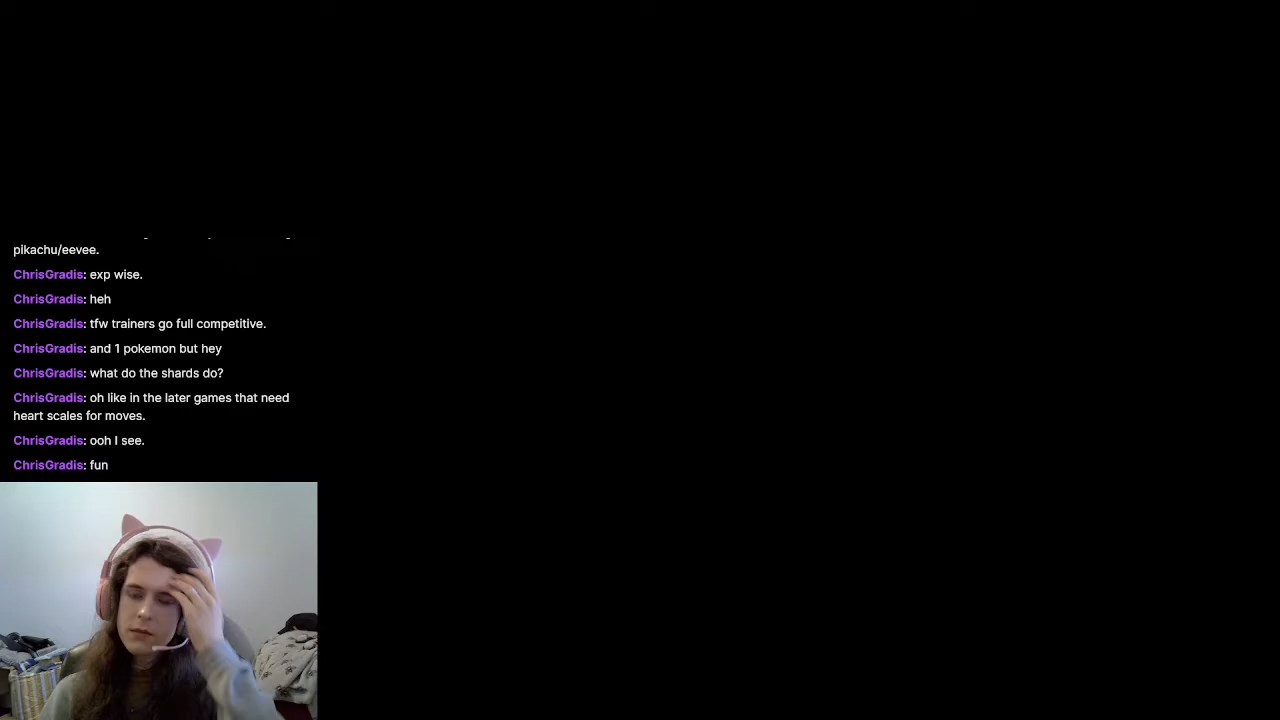 pikachu/eevee.
ChrisGradis: exp wise.
ChrisGradis: heh
ChrisGradis: tfw trainers go full competitive.
ChrisGradis: and 1 pokemon but hey
ChrisGradis: what do the shards do?
ChrisGradis: oh like in the later games that need
heart scales for moves.
ChrisGradis: ooh I see.
ChrisGradis: fun